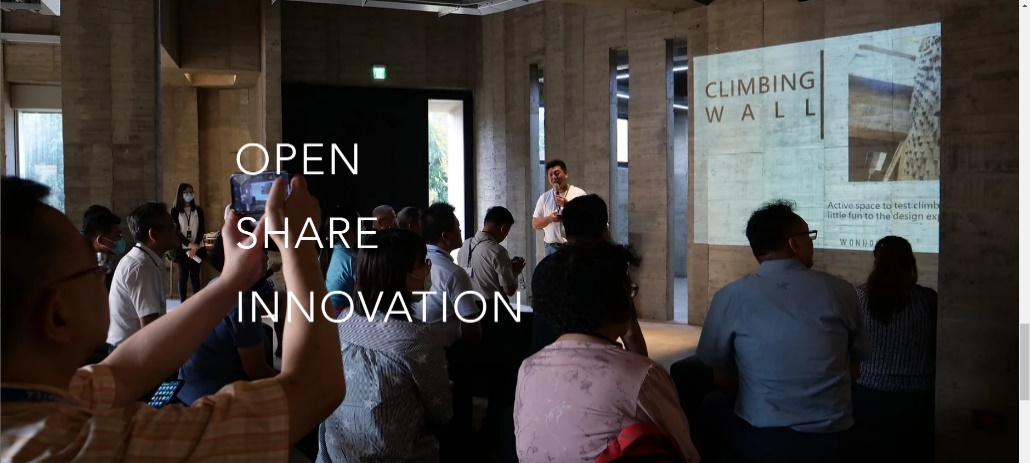 OPEN
SHARE
INNOVATION
CLIMBING
WALL
Active space to test climb
little fun to the design ex